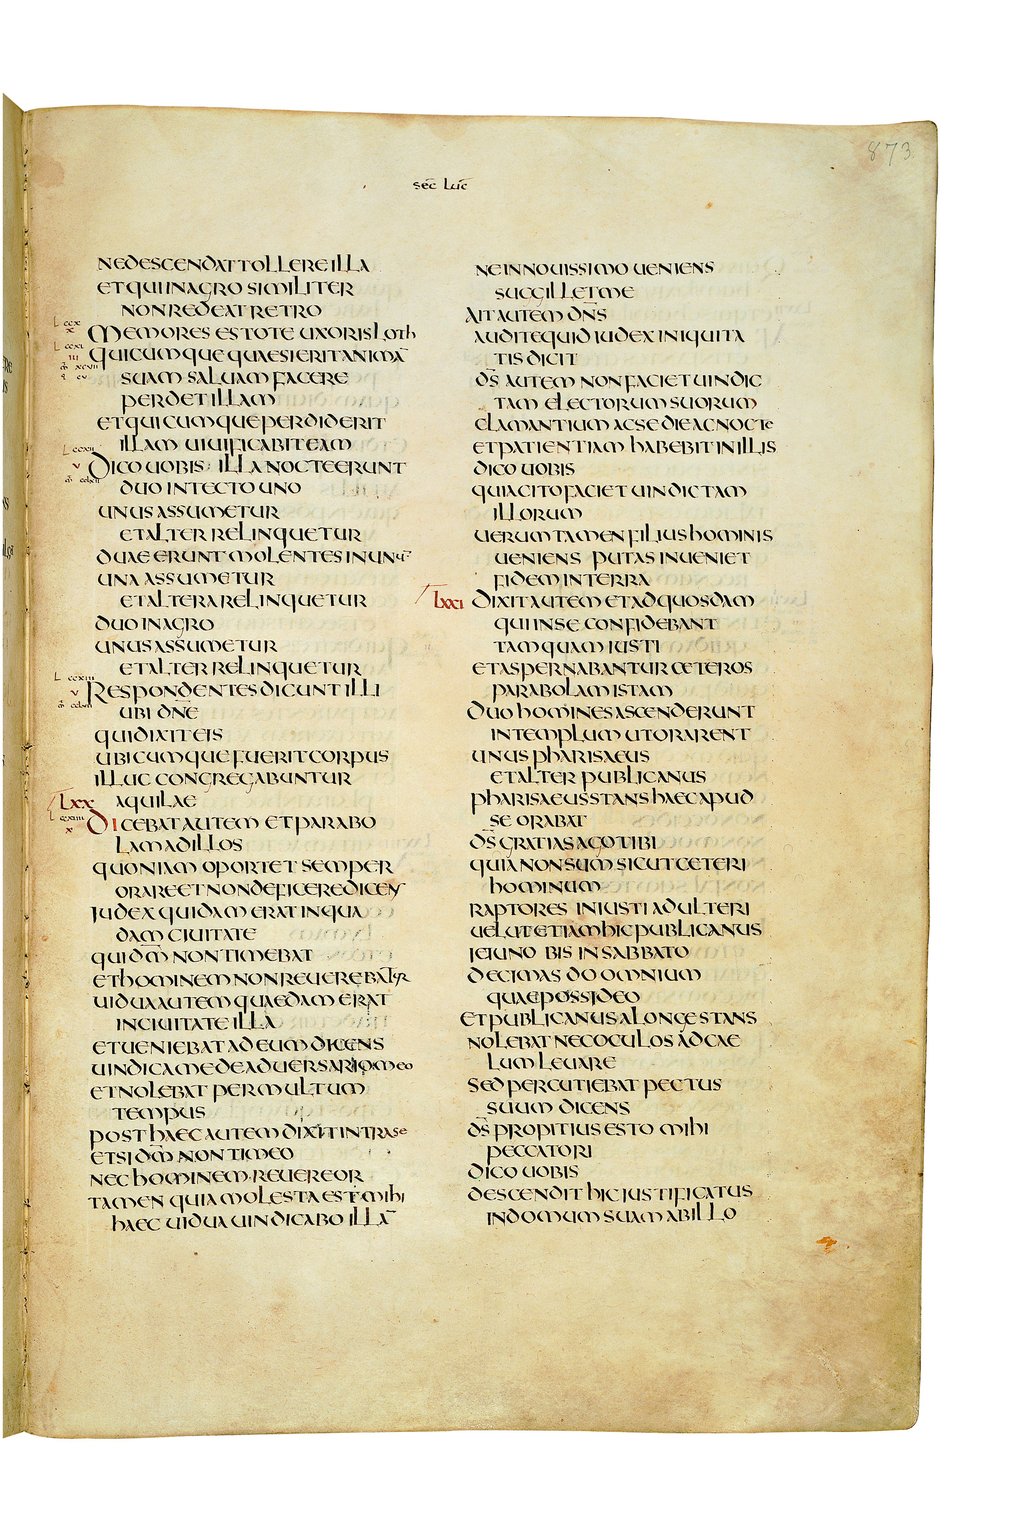 873
sec̄ Luc̄
NE DESCENDAT TOLLERE ILLA
ET QUI IN AGRO SIMILITER
NON REDEAT RETRO
MEMORES ESTOTE UXORIS LOTH
QUICUMQUE QUAESIERIT ANIMĀ
SUAM SALUAM FACERE
PERDET ILLAM
ET QUICUMQUE PERDIDERIT
ILLAM UIUIFICABIT EAM
DICO UOBIS ILLA NOCTE ERUNT
DUO IN TECTO UNO
UNUS ASSUMETUR
ET ALTER RELINQUETUR
DUAE ERUNT MOLENTES IN UNŪ
UNA ASSUMETUR
ET ALTERA RELINQUETUR
DUO IN AGRO
UNUS ASSUMETUR
ET ALTER RELINQUETUR
RESPONDENTES DICUNT ILLI
UBI DN̄E
QUI DIXIT EIS
UBICUMQUE FUERIT CORPUS
ILLUC CONGREGABUNTUR
LXX AQUILAE
DICEBAT AUTEM ET PARABO
LAM AD ILLOS
QUONIAM OPORTET SEMPER
ORARE ET NON DEFICERE DICENS
IUDEX QUIDAM ERAT IN QUA
DAM CIUITATE
QUI DM̄ NON TIMEBAT
ET HOMINEM NON REUEREBATUR
UIDUA AUTEM QUAEDAM ERAT
IN CIUITATE ILLA
ET UENIEBAT AD EUM DICENS
UINDICA ME DE ADUERSARIO MEO
ET NOLEBAT PER MULTUM
TEMPUS
POST HAEC AUTEM DIXIT INTRA SE
ETSI DM̄ NON TIMEO
NEC HOMINEM REUEREOR
TAMEN QUIA MOLESTA EST MIHI
HAEC UIDUA UINDICABO ILLĀ
NE IN NOUISSIMO UENIENS
SUGGILLET ME
AIT AUTEM DN̄S
AUDITE QUID IUDEX INIQUITA
TIS DICIT
DS̄ AUTEM NON FACIET UINDIC
TAM ELECTORUM SUORUM
CLAMANTIUM AC SE DIE AC NOCTE
ET PATIENTIAM HABEBIT IN ILLIS
DICO UOBIS
QUIA CITO FACIET UINDICTAM
ILLORUM
UERUM TAMEN FILIUS HOMINIS
UENIENS PUTAS INUENIET
FIDEM IN TERRA
LXXI DIXIT AUTEM ET AD QUOSDAM
QUI IN SE CONFIDEBANT
TAMQUAM IUSTI
ET ASPERNABANTUR CETEROS
PARABOLAM ISTAM
DUO HOMINES ASCENDERUNT
IN TEMPLUM UT ORARENT
UNUS PHARISAEUS
ET ALTER PUBLICANUS
PHARISAEUS STANS HAEC APUD
SE ORABAT
DS̄ GRATIAS AGO TIBI
QUIA NON SUM SICUT CETERI
HOMINUM
RAPTORES INIUSTI ADULTERI
UELUT ETIAM HIC PUBLICANUS
IEIUNO BIS IN SABBATO
DECIMAS DO OMNIUM
QUAE POSSIDEO
ET PUBLICANUS A LONGE STANS
NOLEBAT NEC OCULOS AD CAE
LUM LEUARE
SED PERCUTIEBAT PECTUS
SUUM DICENS
DS̄ PROPITIUS ESTO MIHI
PECCATORI
DICO UOBIS
DESCENDIT HIC IUSTIFICATUS
IN DOMUM SUAM AB ILLO